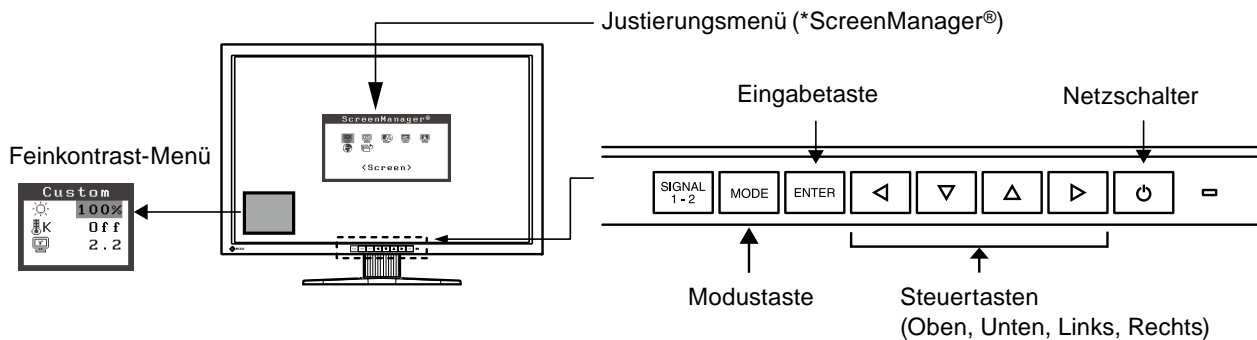 Justierungsmenü (*ScreenManager®)
Eingabetaste
Netzschalter
ScreenManager®
<Screen>
Feinkontrast-Menü
Custom
100%
K Off
2.2
SIGNAL
1 - 2
MODE
ENTER
Modustaste
Steuertasten
(Oben, Unten, Links, Rechts)